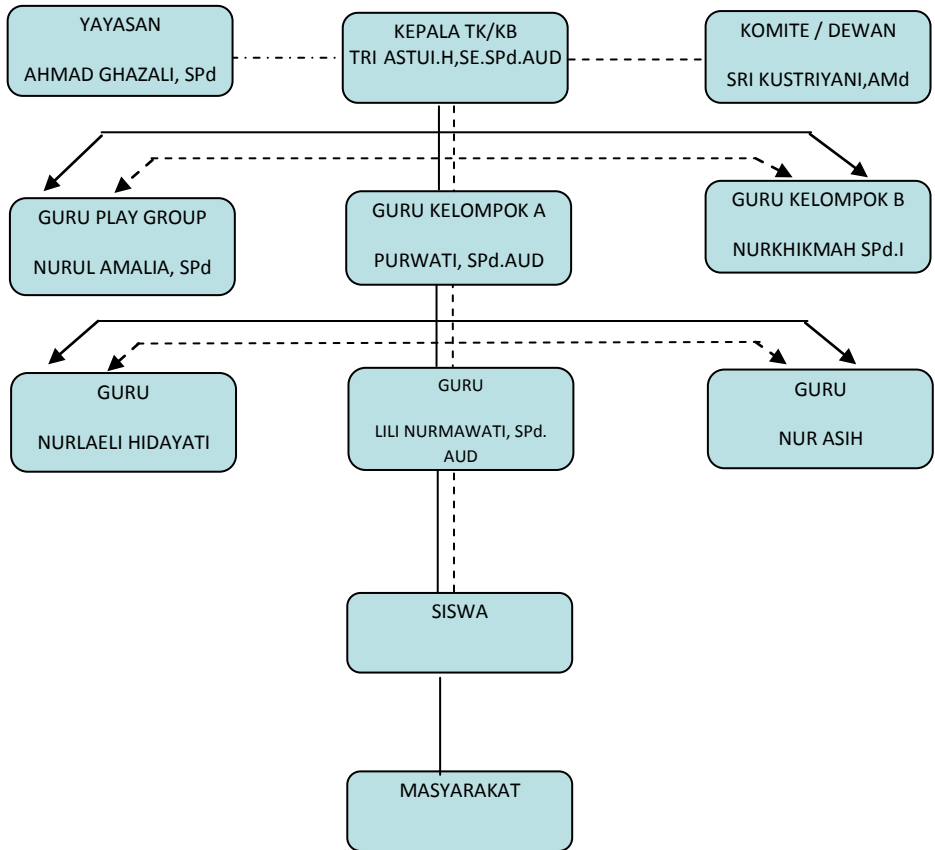 YAYASAN
AHMAD GHAZALI, SPd
KEPALA TK/KB
TRI ASTUI.H,SE.SPd.AUD
KOMITE / DEWAN
SRI KUSTRIYANI,AMd
GURU PLAY GROUP
NURUL AMALIA, SPd
GURU KELOMPOK A
PURWATI, SPd.AUD
GURU KELOMPOK B
NURKHIKMAH SPd.I
GURU
NURLAELI HIDAYATI
GURU
LILI NURMAWATI, SPd.
AUD
GURU
NUR ASIH
SISWA
MASYARAKAT